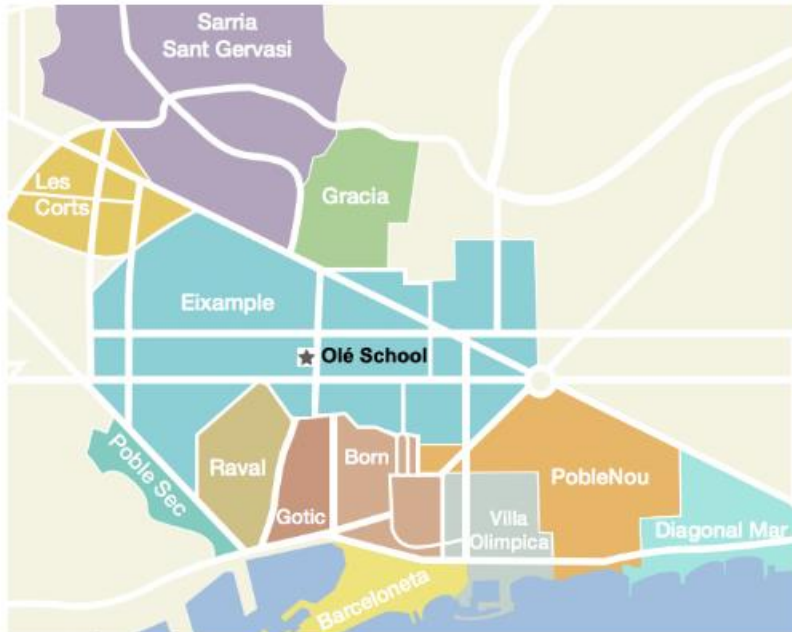 Sarria
Sant Gervasi
Les
Corts
Gracia
Eixample
Olé School
Poble Sec
Raval
Born
Gotic
PobleNou
Villa
Olimpica
Diagonal Mar
Barceloneta